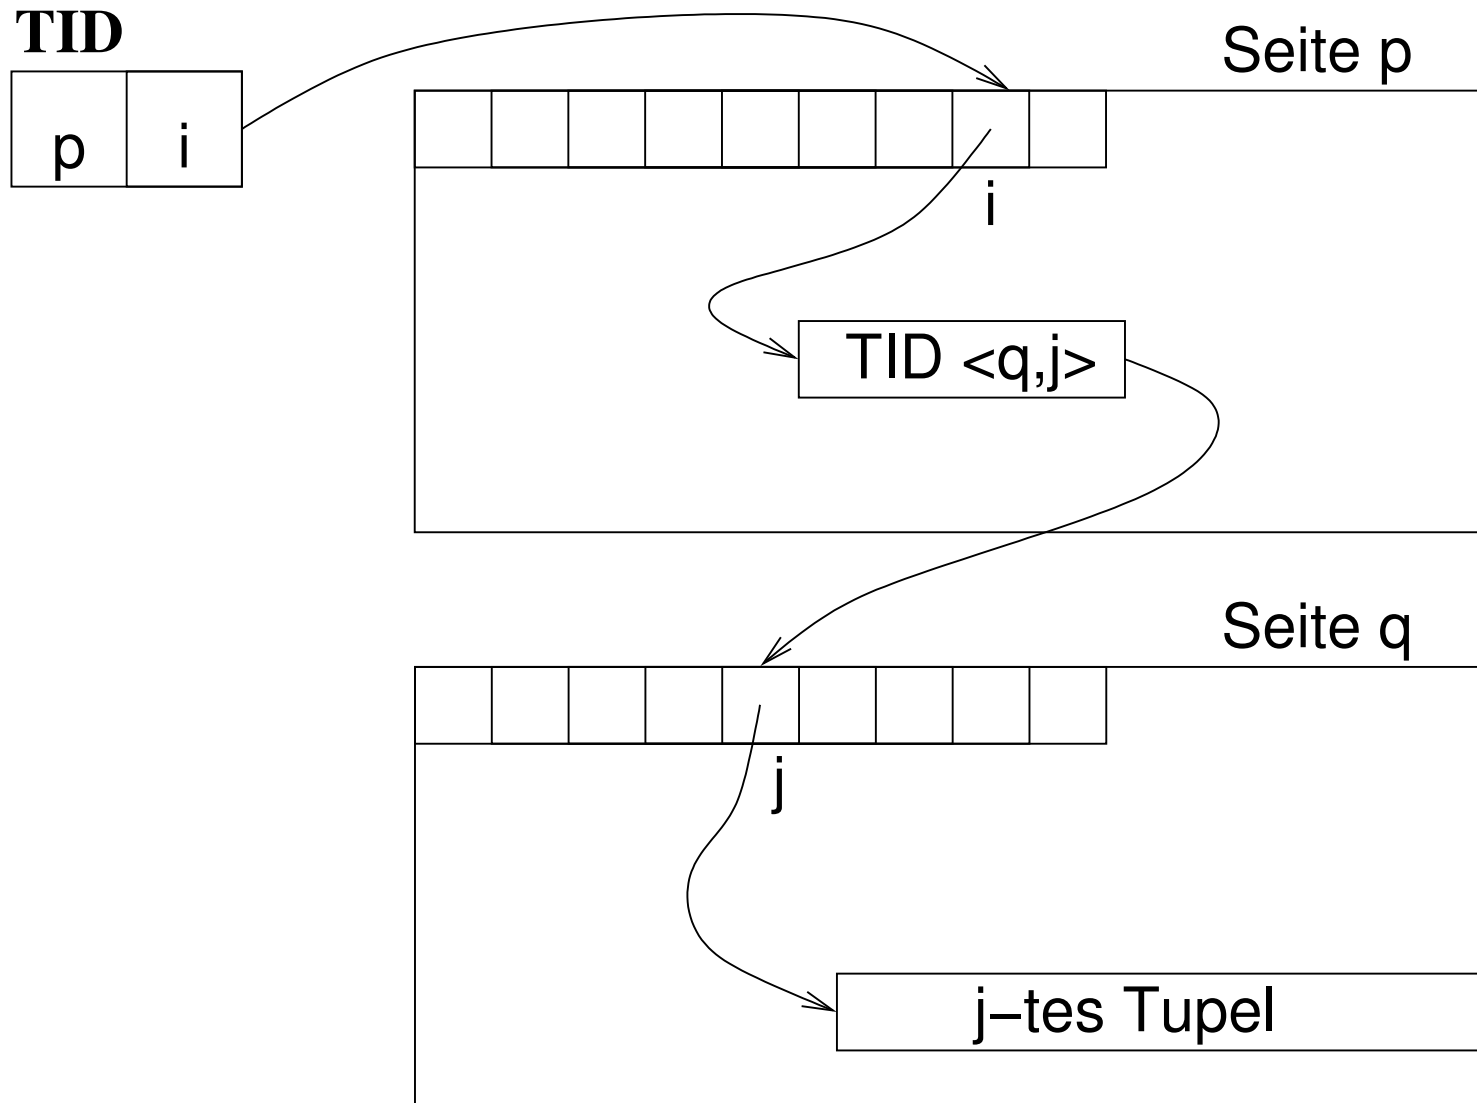 TID
Seite p
p i
i
TID <q,j>
Seite q
j
j–tes Tupel